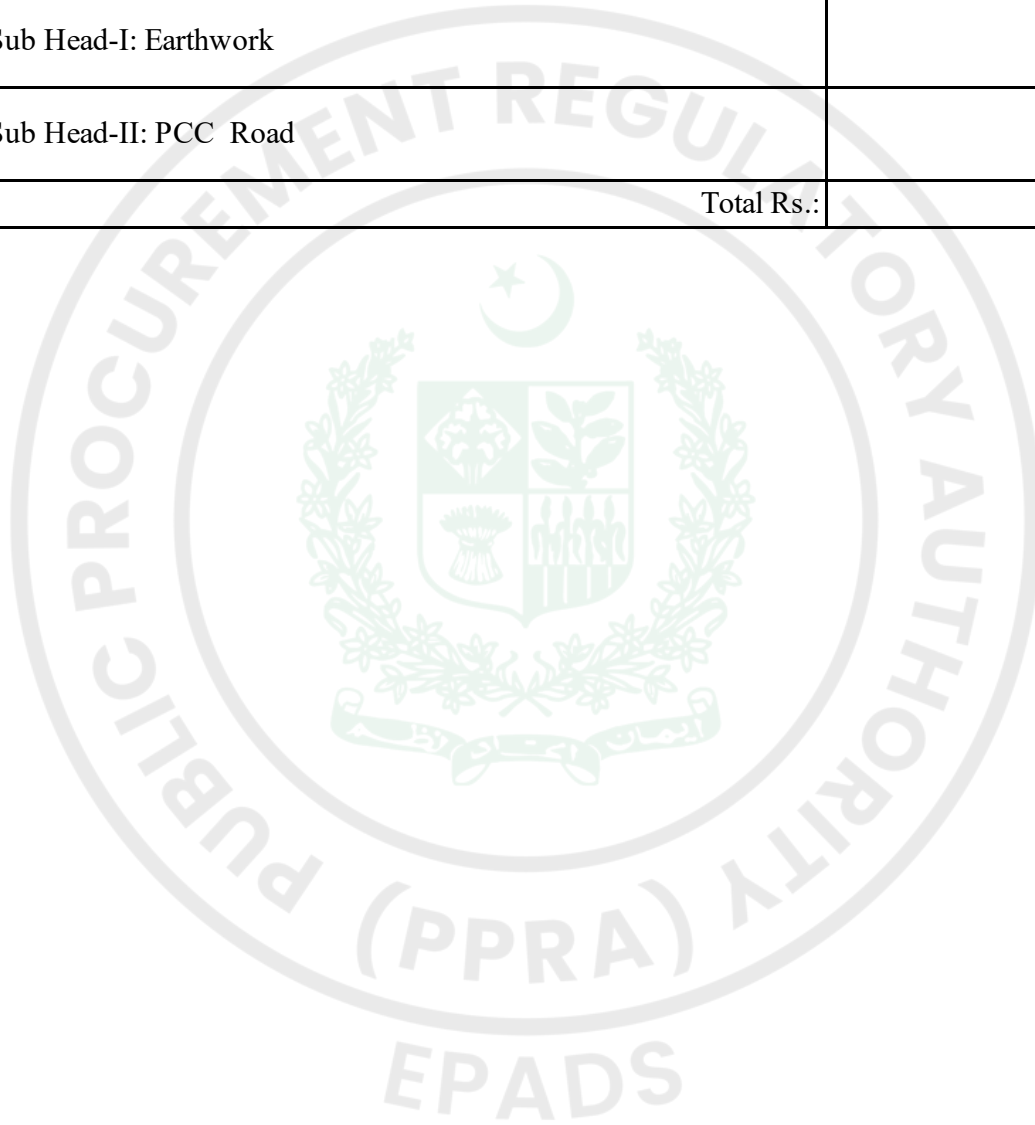 Sub Head-I: Earthwork
Sub Head-II: PCC Road
Total Rs.:
PUBLIC PROCUREMENT REGULATORY AUTHORITY
(PPRA)
EPADS